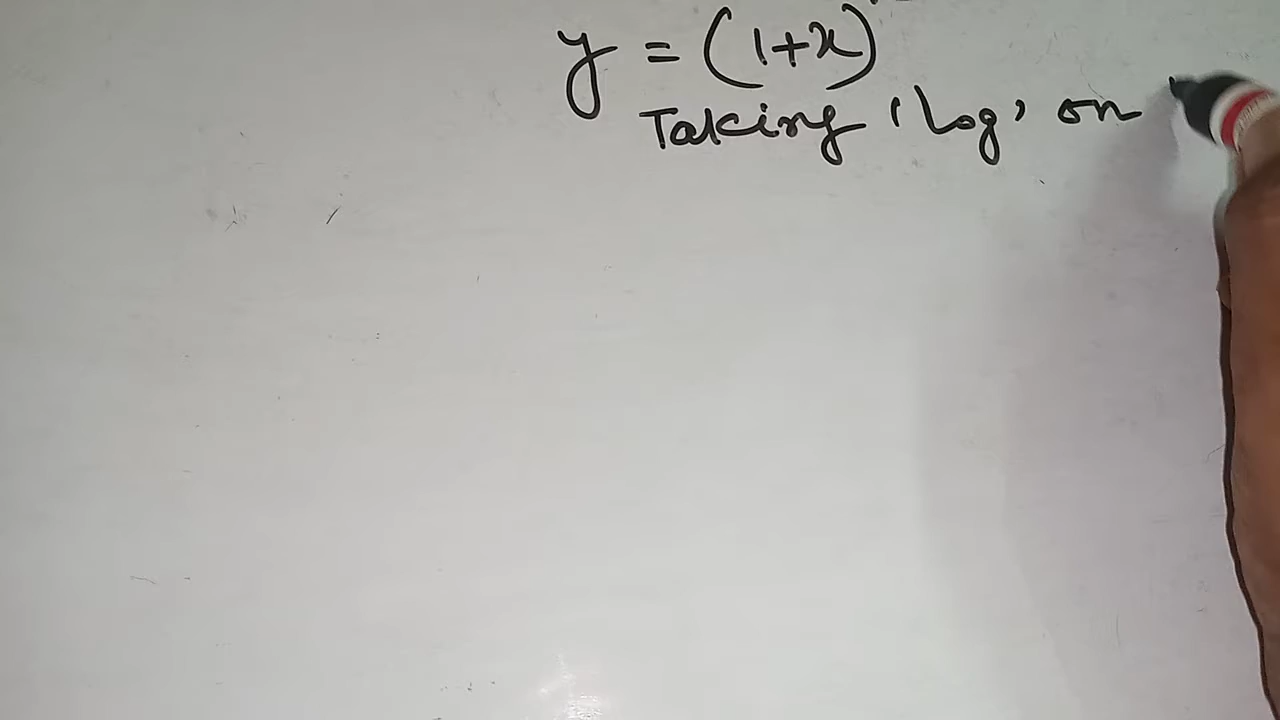 y = (1+x)
Taking 'log' on